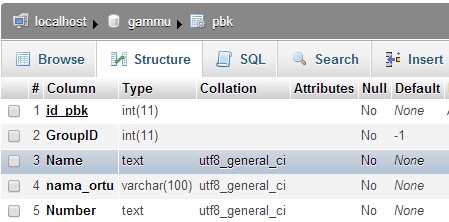 localhost gammu pbk
Browse Structure SQL Search Insert
# Column Type Collation Attributes Null Default
1 id_pbk int(11) No None
2 GroupID int(11) No -1
3 Name text utf8_general_ci No None
4 nama_ortu varchar(100) utf8_general_ci No None
5 Number text utf8_general_ci No None